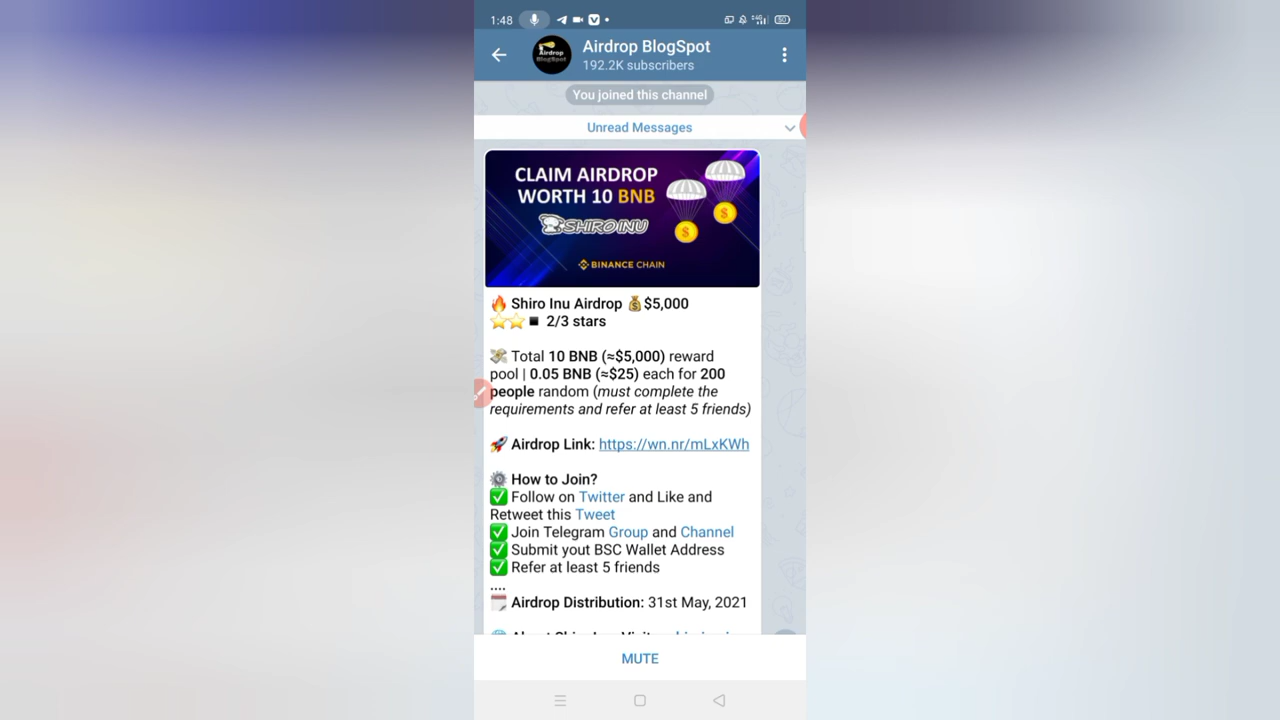 1:48
Airdrop BlogSpot
192.2K subscribers
You joined this channel
Unread Messages
CLAIM AIRDROP
WORTH 10 BNB
SHIRO INU
BINANCE CHAIN
🔥 Shiro Inu Airdrop 💰$5,000
⭐⭐▪️ 2/3 stars
💸 Total 10 BNB (≈$5,000) reward
pool | 0.05 BNB (≈$25) each for 200
people random (must complete the
requirements and refer at least 5 friends)
🚀 Airdrop Link: https://wn.nr/mLxKWh
⚙️ How to Join?
✅ Follow on Twitter and Like and
Retweet this Tweet
✅ Join Telegram Group and Channel
✅ Submit yout BSC Wallet Address
✅ Refer at least 5 friends
....
🗓 Airdrop Distribution: 31st May, 2021
MUTE